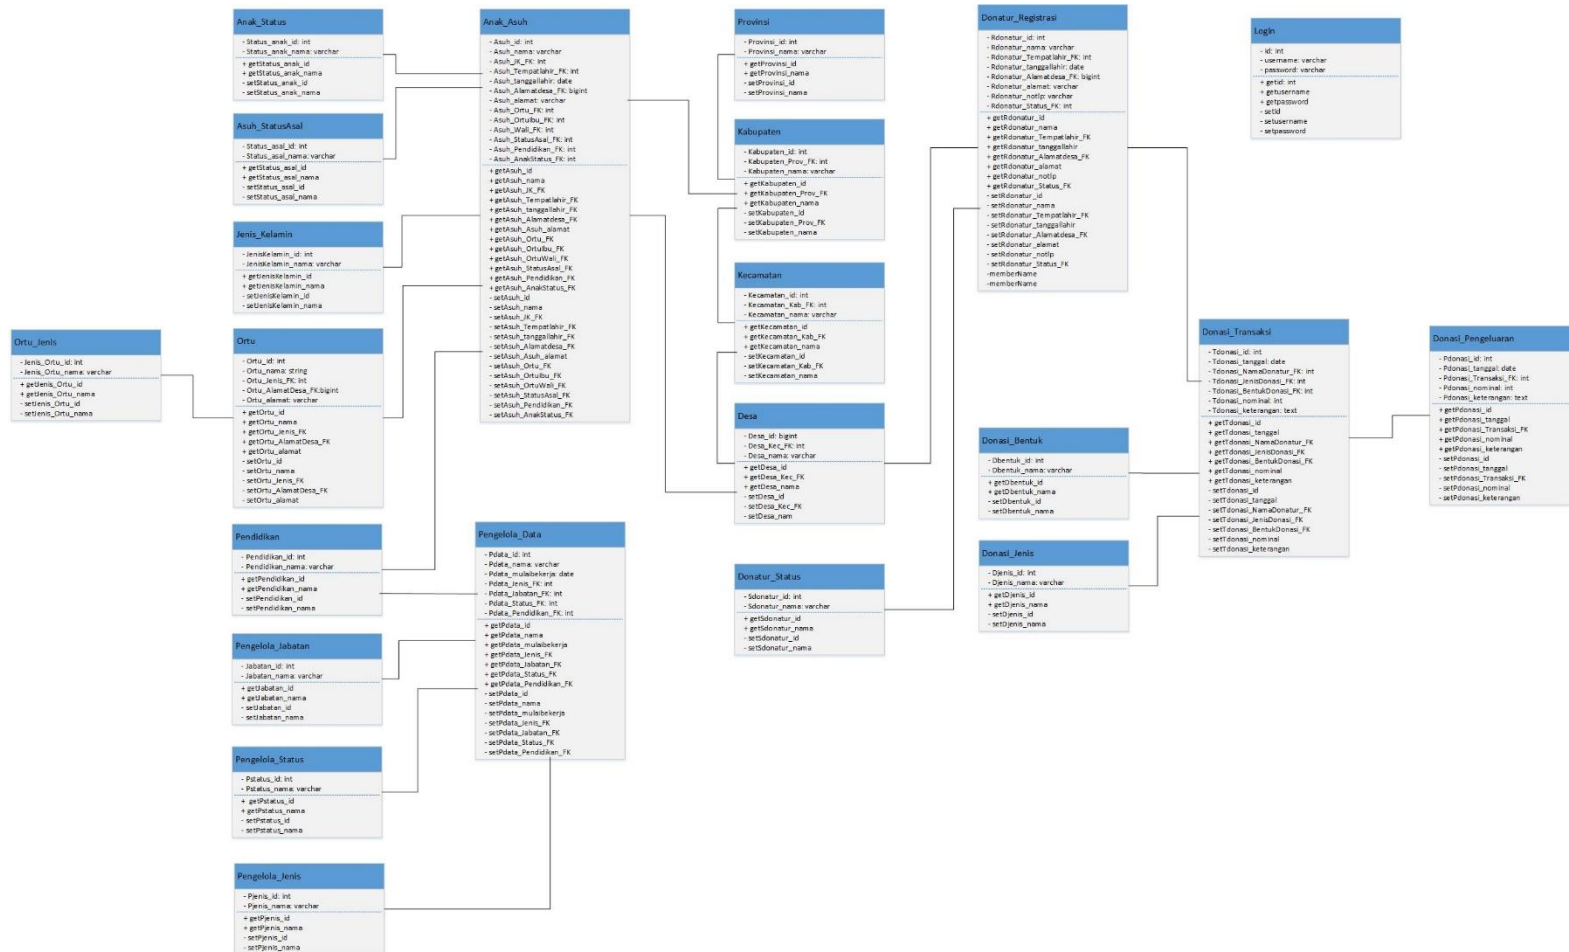 Anak_Status
- Status_anak_id: int
- Status_anak_nama: varchar
+ getStatus_anak_id
+ getStatus_anak_nama
- setStatus_anak_id
- setStatus_anak_nama
Asuh_StatusAsal
- Status_asal_id: int
- Status_asal_nama: varchar
+ getStatus_asal_id
+ getStatus_asal_nama
- setStatus_asal_id
- setStatus_asal_nama
Jenis_Kelamin
- JenisKelamin_id: int
- JenisKelamin_nama: varchar
+ getJenisKelamin_id
+ getJenisKelamin_nama
- setJenisKelamin_id
- setJenisKelamin_nama
Ortu_Jenis
- Jenis_Ortu_id: int
- Jenis_Ortu_nama: varchar
+ getJenis_Ortu_id
+ getJenis_Ortu_nama
- setJenis_Ortu_id
- setJenis_Ortu_nama
Ortu
- Ortu_id: int
- Ortu_nama: string
- Ortu_Jenis_FK: int
- Ortu_AlamatDesa_FK:bigint
- Ortu_alamat: varchar
+ getOrtu_id
+ getOrtu_nama
+ getOrtu_Jenis_FK
+ getOrtu_AlamatDesa_FK
+ getOrtu_alamat
- setOrtu_id
- setOrtu_nama
- setOrtu_Jenis_FK
- setOrtu_AlamatDesa_FK
- setOrtu_alamat
Pendidikan
- Pendidikan_id: int
- Pendidikan_nama: varchar
+ getPendidikan_id
+ getPendidikan_nama
- setPendidikan_id
- setPendidikan_nama
Pengelola_Jabatan
- Jabatan_id: int
- Jabatan_nama: varchar
+ getJabatan_id
+ getJabatan_nama
- setJabatan_id
- setJabatan_nama
Pengelola_Status
- Pstatus_id: int
- Pstatus_nama: varchar
+ getPstatus_id
+ getPstatus_nama
- setPstatus_id
- setPstatus_nama
Pengelola_Jenis
- Pjenis_id: int
- Pjenis_nama: varchar
+ getPjenis_id
+ getPjenis_nama
- setPjenis_id
- setPjenis_nama
Anak_Asuh
- Asuh_id: int
- Asuh_nama: varchar
- Asuh_JK_FK: int
- Asuh_Tempatlahir_FK: int
- Asuh_tanggallahir: date
- Asuh_Alamatdesa_FK: bigint
- Asuh_alamat: varchar
- Asuh_Ortu_FK: int
- Asuh_OrtuIbu_FK: int
- Asuh_Wali_FK: int
- Asuh_StatusAsal_FK: int
- Asuh_Pendidikan_FK: int
- Asuh_AnakStatus_FK: int
+ getAsuh_id
+ getAsuh_nama
+ getAsuh_JK_FK
+ getAsuh_Tempatlahir_FK
+ getAsuh_tanggallahir_FK
+ getAsuh_Alamatdesa_FK
+ getAsuh_Asuh_alamat
+ getAsuh_Ortu_FK
+ getAsuh_OrtuIbu_FK
+ getAsuh_OrtuWali_FK
+ getAsuh_StatusAsal_FK
+ getAsuh_Pendidikan_FK
+ getAsuh_AnakStatus_FK
- setAsuh_id
- setAsuh_nama
- setAsuh_JK_FK
- setAsuh_Tempatlahir_FK
- setAsuh_tanggallahir_FK
- setAsuh_Alamatdesa_FK
- setAsuh_Asuh_alamat
- setAsuh_Ortu_FK
- setAsuh_OrtuIbu_FK
- setAsuh_OrtuWali_FK
- setAsuh_StatusAsal_FK
- setAsuh_Pendidikan_FK
- setAsuh_AnakStatus_FK
Pengelola_Data
- Pdata_id: int
- Pdata_nama: varchar
- Pdata_mulaibekerja: date
- Pdata_Jenis_FK: int
- Pdata_Jabatan_FK: int
- Pdata_Status_FK: int
- Pdata_Pendidikan_FK: int
+ getPdata_id
+ getPdata_nama
+ getPdata_mulaibekerja
+ getPdata_Jenis_FK
+ getPdata_Jabatan_FK
+ getPdata_Status_FK
+ getPdata_Pendidikan_FK
- setPdata_id
- setPdata_nama
- setPdata_mulaibekerja
- setPdata_Jenis_FK
- setPdata_Jabatan_FK
- setPdata_Status_FK
- setPdata_Pendidikan_FK
Provinsi
- Provinsi_id: int
- Provinsi_nama: varchar
+ getProvinsi_id
+ getProvinsi_nama
- setProvinsi_id
- setProvinsi_nama
Kabupaten
- Kabupaten_id: int
- Kabupaten_Prov_FK: int
- Kabupaten_nama: varchar
+ getKabupaten_id
+ getKabupaten_Prov_FK
+ getKabupaten_nama
- setKabupaten_id
- setKabupaten_Prov_FK
- setKabupaten_nama
Kecamatan
- Kecamatan_id: int
- Kecamatan_Kab_FK: int
- Kecamatan_nama: varchar
+ getKecamatan_id
+ getKecamatan_Kab_FK
+ getKecamatan_nama
- setKecamatan_id
- setKecamatan_Kab_FK
- setKecamatan_nama
Desa
- Desa_id: bigint
- Desa_Kec_FK: int
- Desa_nama: varchar
+ getDesa_id
+ getDesa_Kec_FK
+ getDesa_nama
- setDesa_id
- setDesa_Kec_FK
- setDesa_nam
Donatur_Status
- Sdonatur_id: int
- Sdonatur_nama: varchar
+ getSdonatur_id
+ getSdonatur_nama
- setSdonatur_id
- setSdonatur_nama
Donatur_Registrasi
- Rdonatur_id: int
- Rdonatur_nama: varchar
- Rdonatur_Tempatlahir_FK: int
- Rdonatur_tanggallahir: date
- Rdonatur_Alamatdesa_FK: bigint
- Rdonatur_alamat: varchar
- Rdonatur_notlp: varchar
- Rdonatur_Status_FK: int
+ getRdonatur_id
+ getRdonatur_nama
+ getRdonatur_Tempatlahir_FK
+ getRdonatur_tanggallahir
+ getRdonatur_Alamatdesa_FK
+ getRdonatur_alamat
+ getRdonatur_notlp
+ getRdonatur_Status_FK
- setRdonatur_id
- setRdonatur_nama
- setRdonatur_Tempatlahir_FK
- setRdonatur_tanggallahir
- setRdonatur_Alamatdesa_FK
- setRdonatur_alamat
- setRdonatur_notlp
- setRdonatur_Status_FK
-memberName
-memberName
Donasi_Bentuk
- Dbentuk_id: int
- Dbentuk_nama: varchar
+ getDbentuk_id
+ getDbentuk_nama
- setDbentuk_id
- setDbentuk_nama
Donasi_Jenis
- Djenis_id: int
- Djenis_nama: varchar
+ getDjenis_id
+ getDjenis_nama
- setDjenis_id
- setDjenis_nama
Login
- id: int
- username: varchar
- password: varchar
+ getid: int
+ getusername
+ getpassword
- setid
- setusername
- setpassword
Donasi_Transaksi
- Tdonasi_id: int
- Tdonasi_tanggal: date
- Tdonasi_NamaDonatur_FK: int
- Tdonasi_JenisDonasi_FK: int
- Tdonasi_BentukDonasi_FK: int
- Tdonasi_nominal: int
- Tdonasi_keterangan: text
+ getTdonasi_id
+ getTdonasi_tanggal
+ getTdonasi_NamaDonatur_FK
+ getTdonasi_JenisDonasi_FK
+ getTdonasi_BentukDonasi_FK
+ getTdonasi_nominal
+ getTdonasi_keterangan
- setTdonasi_id
- setTdonasi_tanggal
- setTdonasi_NamaDonatur_FK
- setTdonasi_JenisDonasi_FK
- setTdonasi_BentukDonasi_FK
- setTdonasi_nominal
- setTdonasi_keterangan
Donasi_Pengeluaran
- Pdonasi_id: int
- Pdonasi_tanggal: date
- Pdonasi_Transaksi_FK: int
- Pdonasi_nominal: int
- Pdonasi_keterangan: text
+ getPdonasi_id
+ getPdonasi_tanggal
+ getPdonasi_Transaksi_FK
+ getPdonasi_nominal
+ getPdonasi_keterangan
- setPdonasi_id
- setPdonasi_tanggal
- setPdonasi_Transaksi_FK
- setPdonasi_nominal
- setPdonasi_keterangan